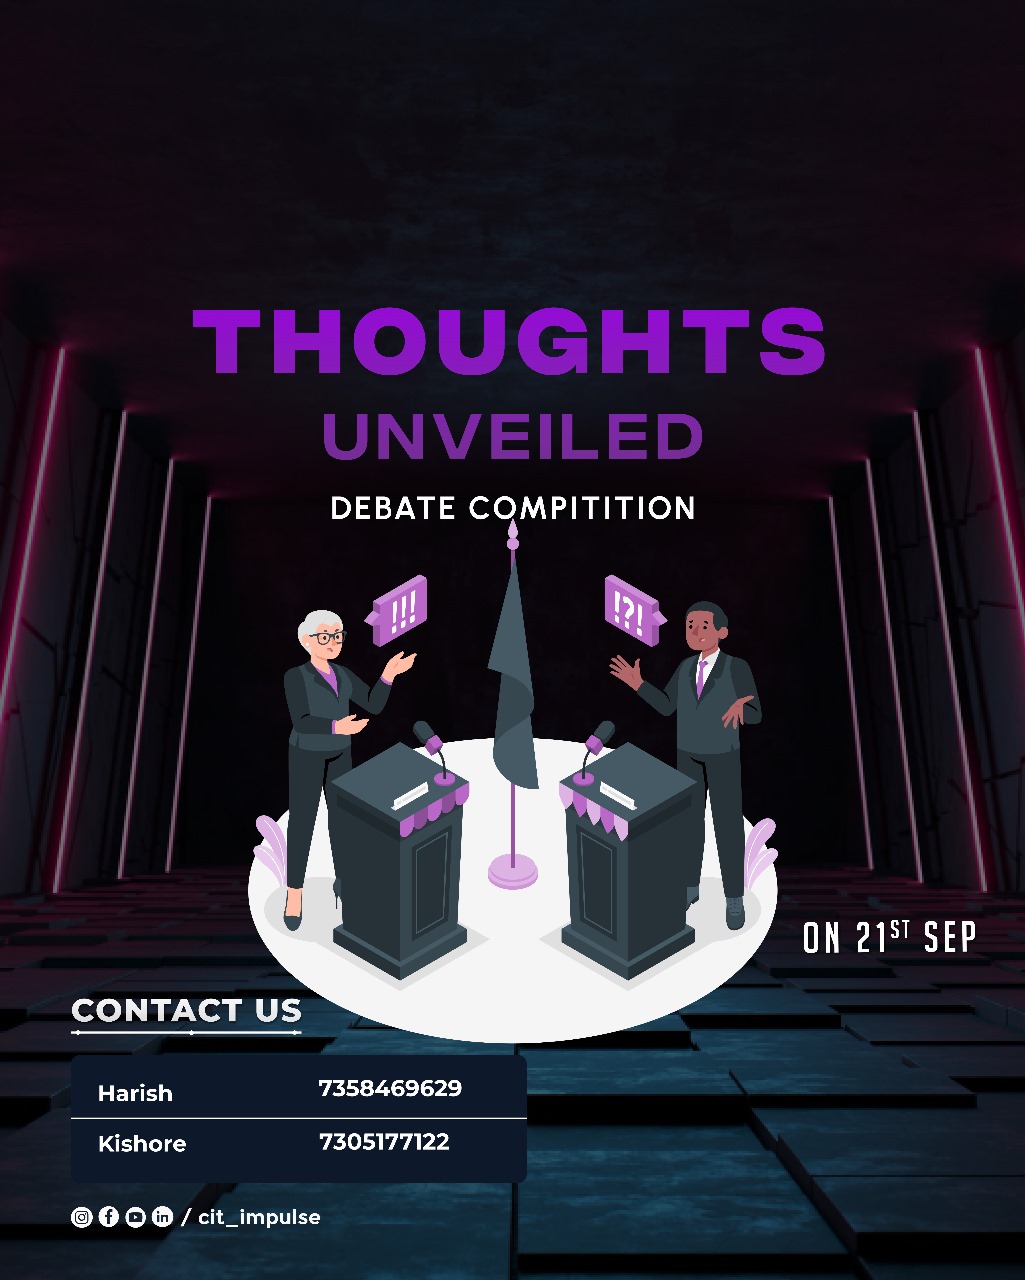 THOUGHTS
UNVEILED
DEBATE COMPITITION
!!!
!?!
ON 21ST SEP
CONTACT US
Harish 7358469629
Kishore 7305177122
/ cit_impulse